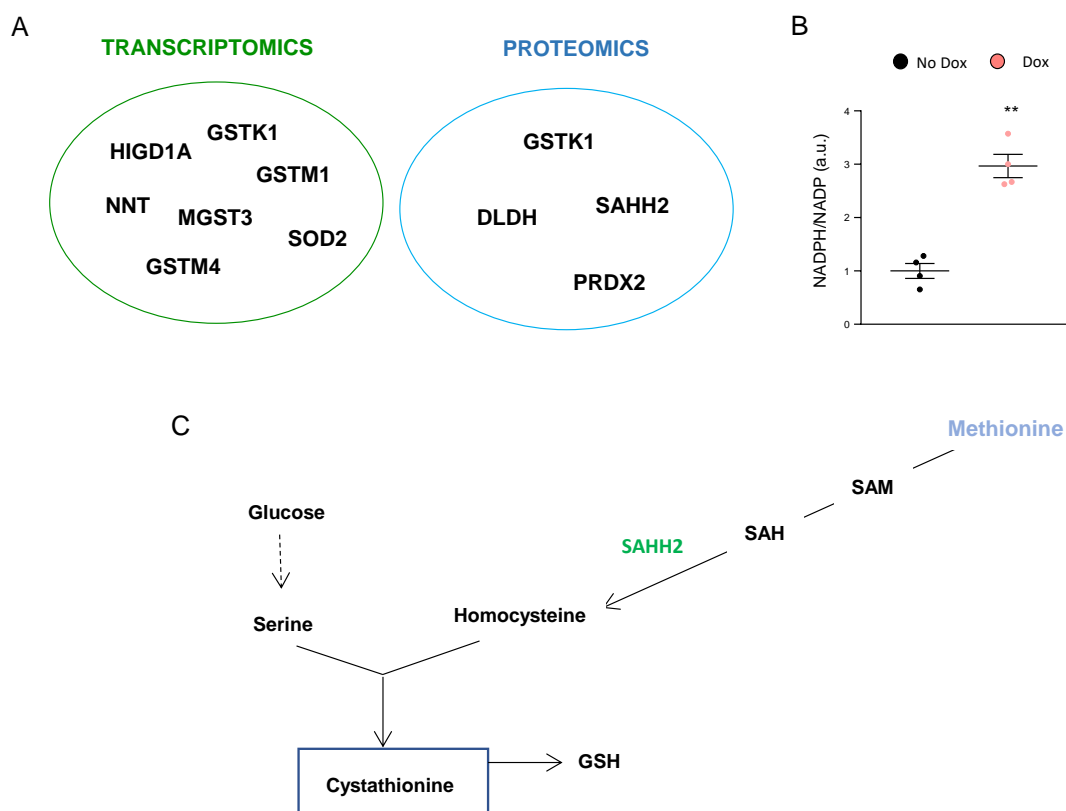 A
TRANSCRIPTOMICS
PROTEOMICS
HIGD1A
GSTK1
GSTM1
NNT
MGST3
SOD2
GSTM4
GSTK1
DLDH
SAHH2
PRDX2
B
No Dox
Dox
**
4
3
2
1
0
NADPH/NADP (a.u.)
C
Methionine
SAM
SAH
SAHH2
Glucose
Serine
Homocysteine
Cystathionine
GSH